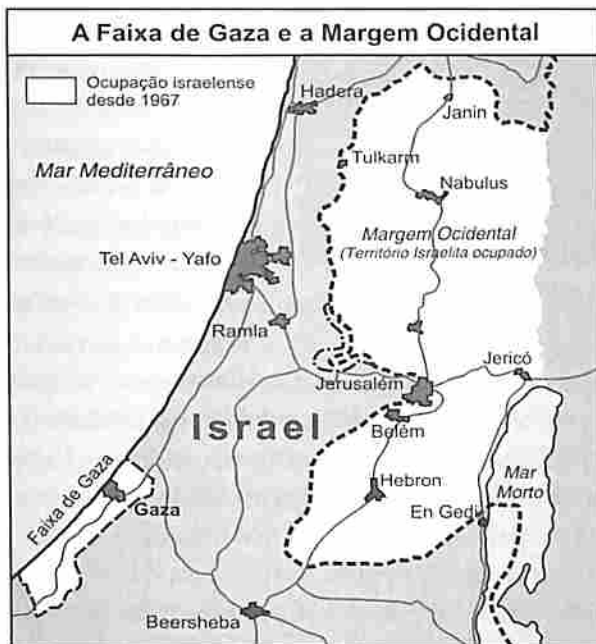 A Faixa de Gaza e a Margem Ocidental
Ocupação israelense
desde 1967
Hadera
Janin
Mar Mediterrâneo
Tulkarm
Nabulus
Margem Ocidental
(Território Israelita ocupado)
Tel Aviv - Yafo
Ramla
Jericó
Jerusalém
Israel
Belém
Mar
Morto
Hebron
Faixa de Gaza
Gaza
En Gedi
Beersheba